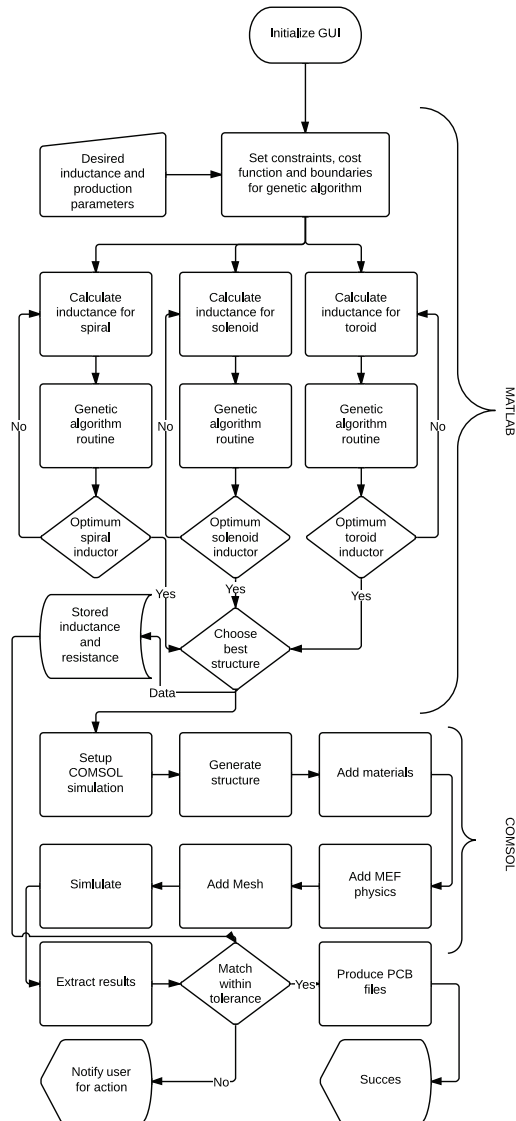 Initialize GUI
Desired
inductance and
production
parameters
Set constraints, cost
function and boundaries
for genetic algorithm
Calculate
inductance for
spiral
Calculate
inductance for
solenoid
Calculate
inductance for
toroid
MATLAB
No
Genetic
algorithm
routine
No
Genetic
algorithm
routine
Genetic
algorithm
routine
No
Optimum
spiral
inductor
Optimum
solenoid
inductor
Optimum
toroid
inductor
Yes
Yes
Yes
Stored
inductance
and
resistance
Choose
best
structure
Data
Setup
COMSOL
simulation
Generate
structure
Add materials
COMSOL
Simlulate
Add Mesh
Add MEF
physics
Extract results
Match
within
tolerance
Yes
Produce PCB
files
Notify user
for action
No
Succes